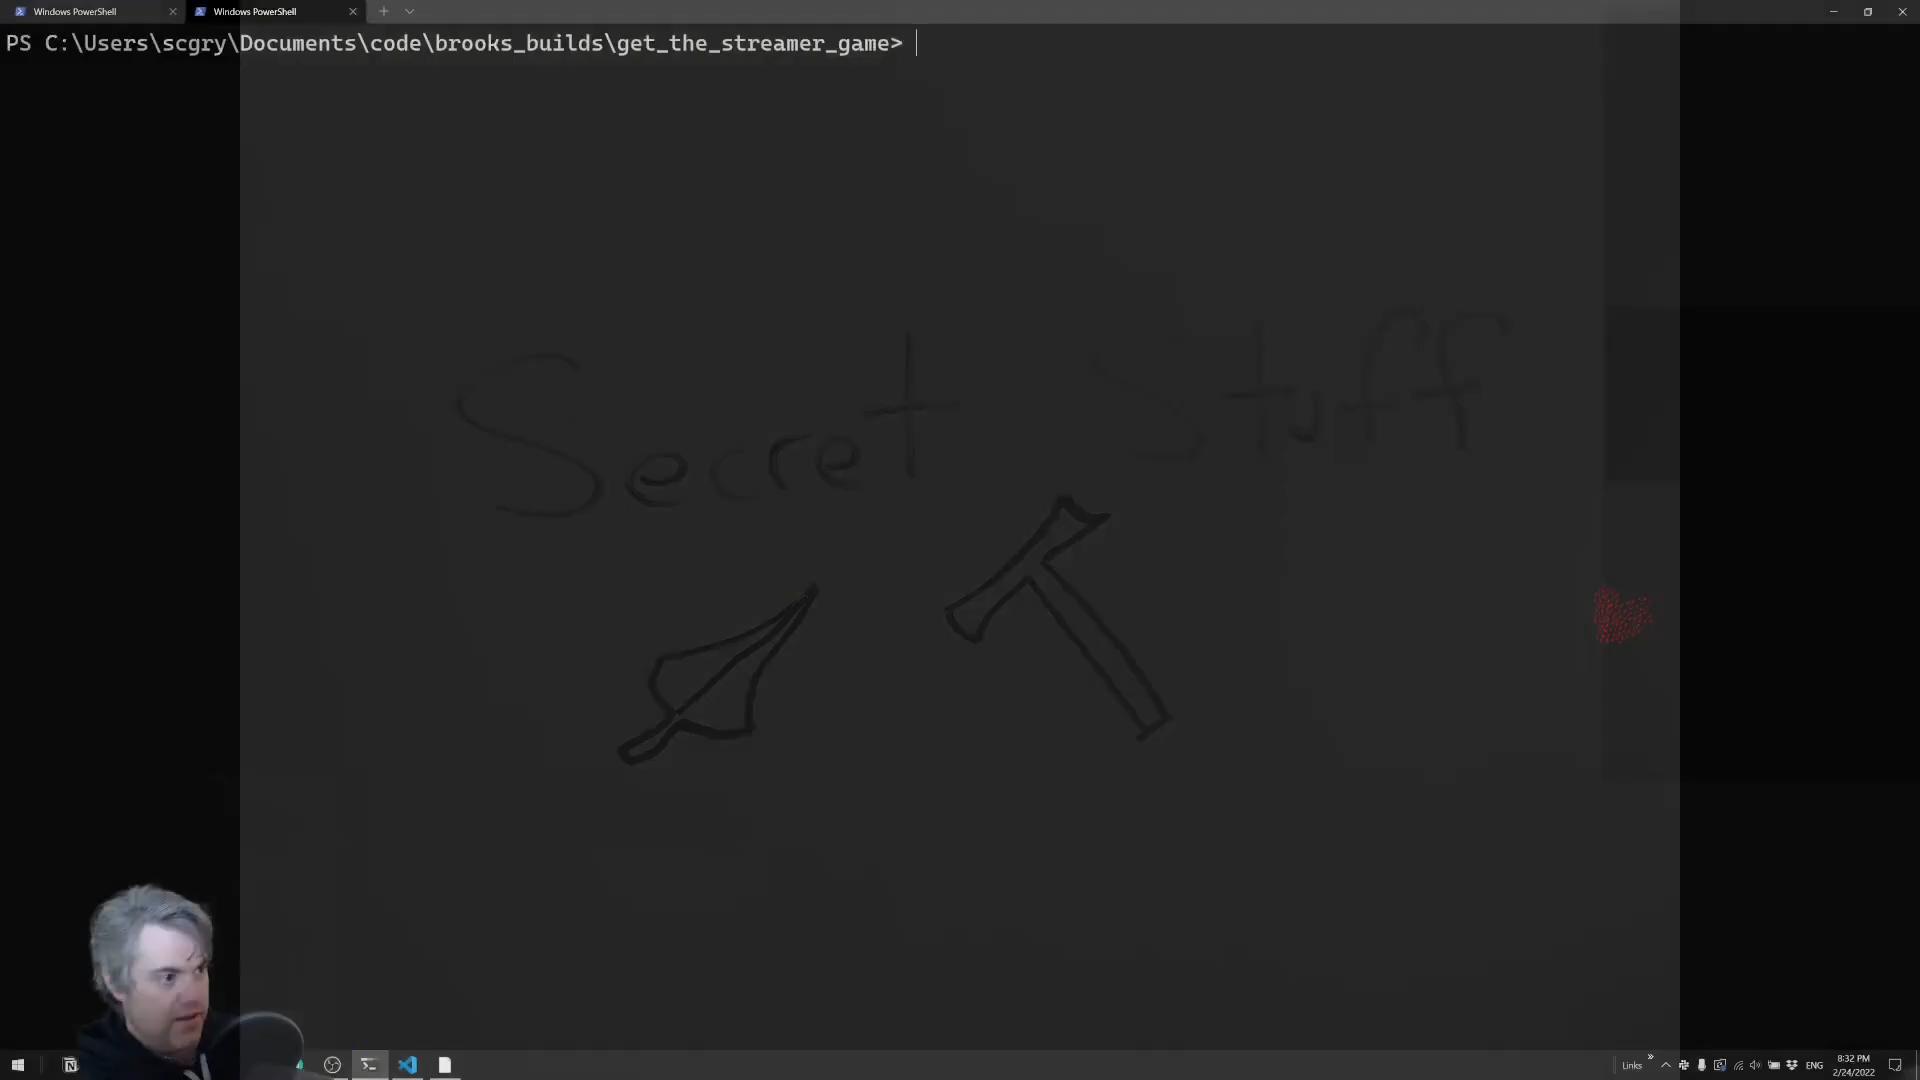 Windows PowerShell
Windows PowerShell
PS C:\Users\scgry\Documents\code\brooks_builds\get_the_streamer_game>
Secret Stuff
Links
ENG
8:32 PM
2/24/2022